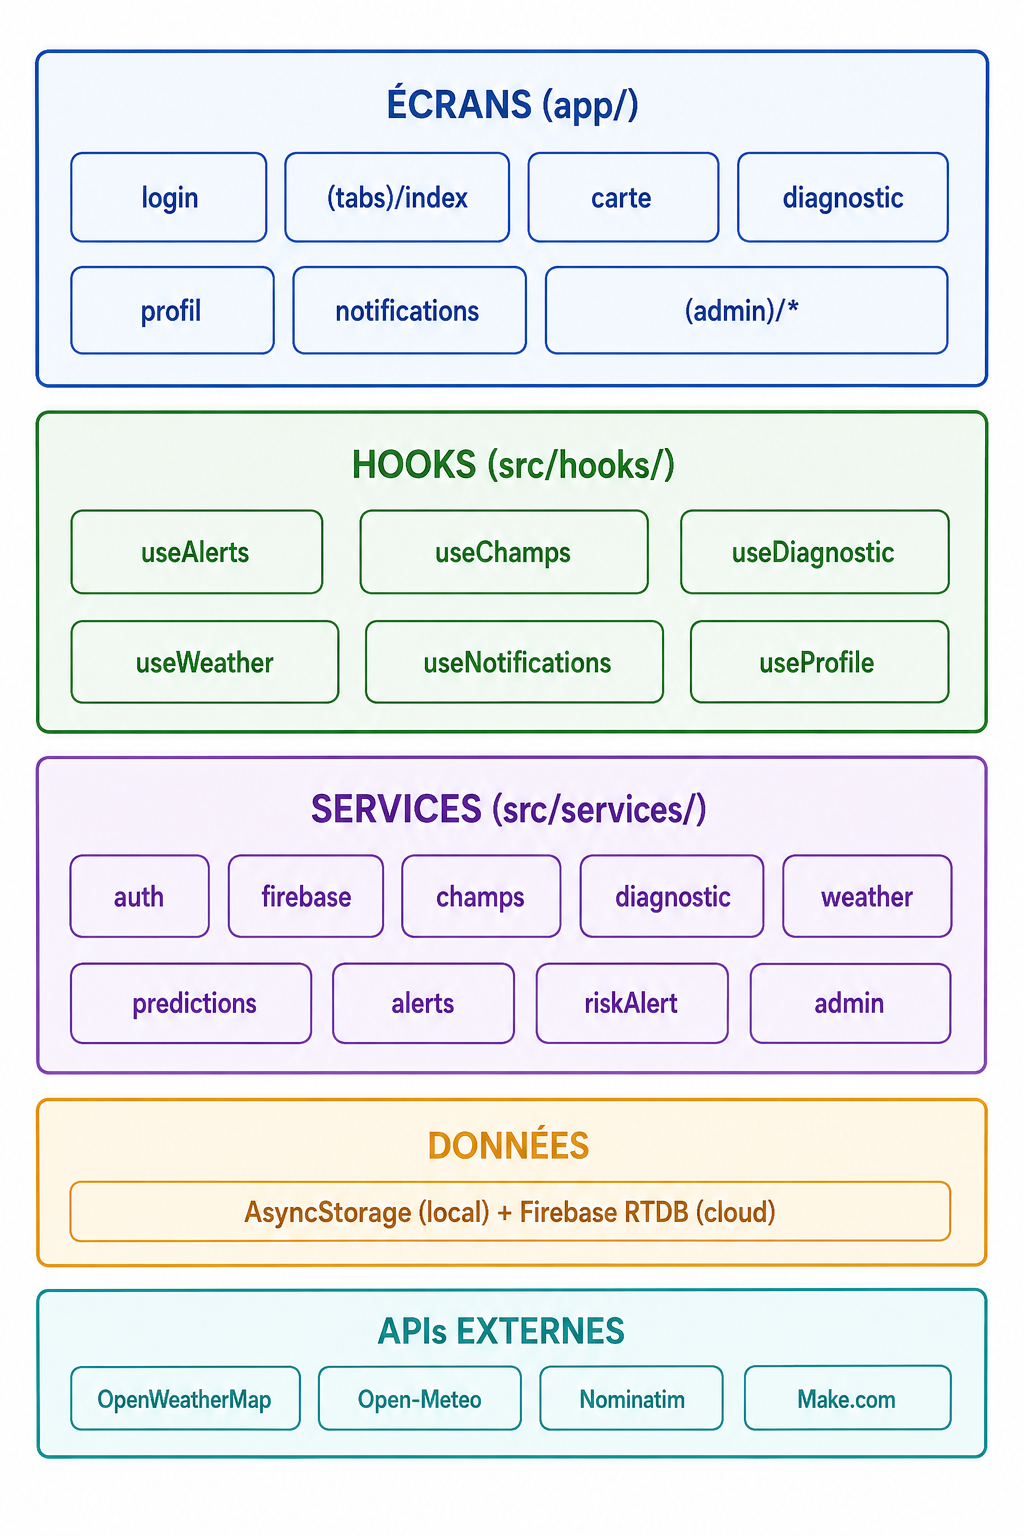 ÉCRANS (app/)
login
(tabs)/index
carte
diagnostic
profil
notifications
(admin)/*
HOOKS (src/hooks/)
useAlerts
useChamps
useDiagnostic
useWeather
useNotifications
useProfile
SERVICES (src/services/)
auth
firebase
champs
diagnostic
weather
predictions
alerts
riskAlert
admin
DONNÉES
AsyncStorage (local) + Firebase RTDB (cloud)
APIs EXTERNES
OpenWeatherMap
Open-Meteo
Nominatim
Make.com